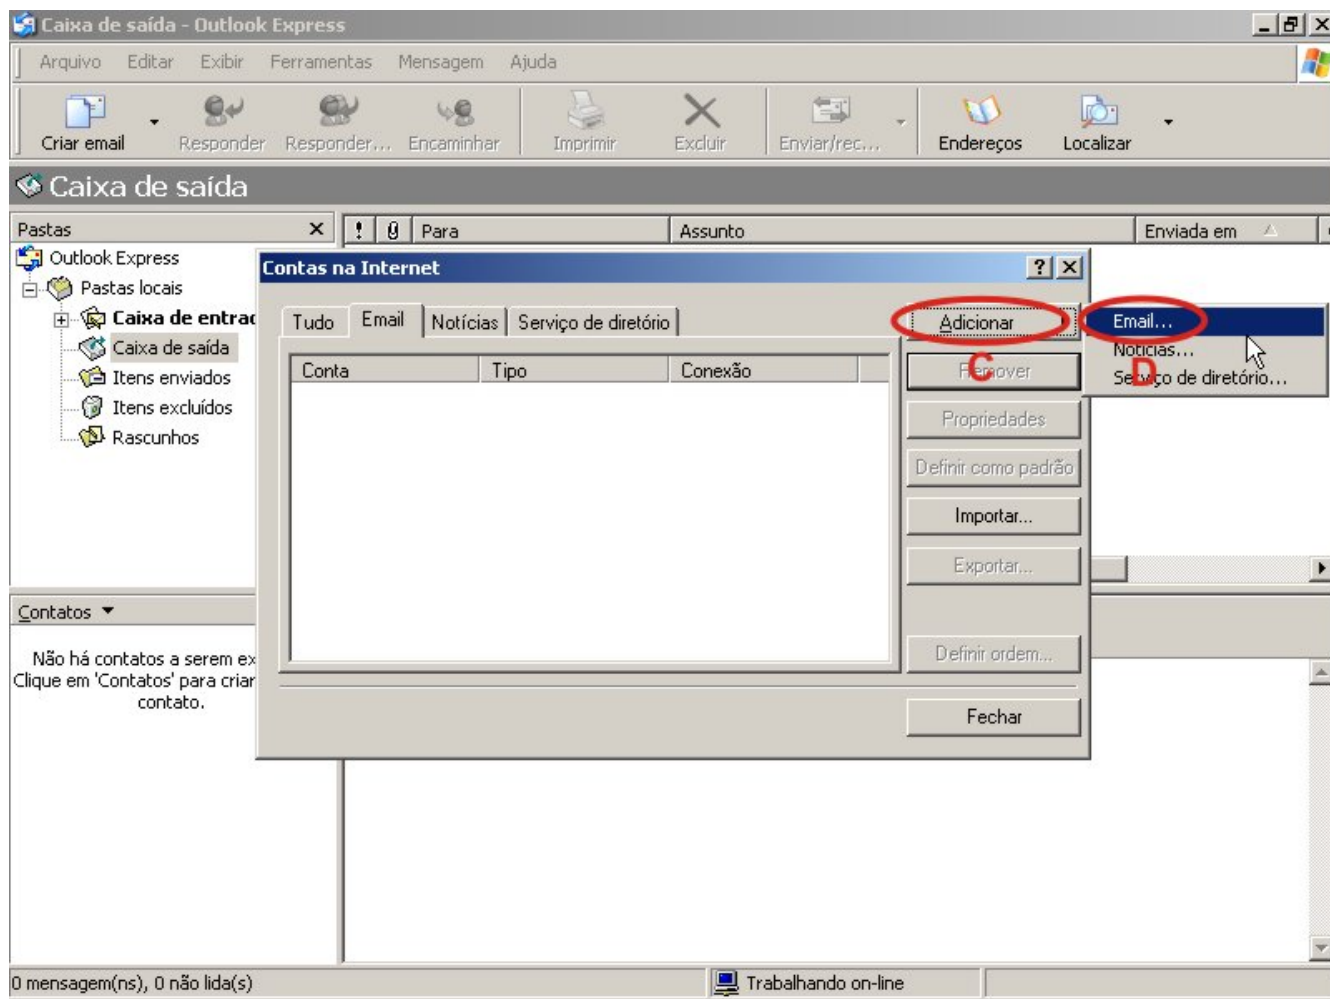 Caixa de saída - Outlook Express
Arquivo Editar Exibir Ferramentas Mensagem Ajuda
Criar email Responder Responder... Encaminhar Imprimir Excluir Enviar/rec... Endereços Localizar
Caixa de saída
Pastas
! Para Assunto Enviada em
Outlook Express
Pastas locais
Caixa de entrac
Caixa de saída
Itens enviados
Itens excluídos
Rascunhos
Contas na Internet
Tudo Email Notícias Serviço de diretório
Conta Tipo Conexão
Adicionar
C
Remover
Propriedades
Definir como padrão
Importar...
Exportar...
Definir ordem...
Fechar
Email...
Notícias...
D
Serviço de diretório...
Contatos
Não há contatos a serem ex
Clique em 'Contatos' para criar
contato.
0 mensagem(ns), 0 não lida(s) Trabalhando on-line